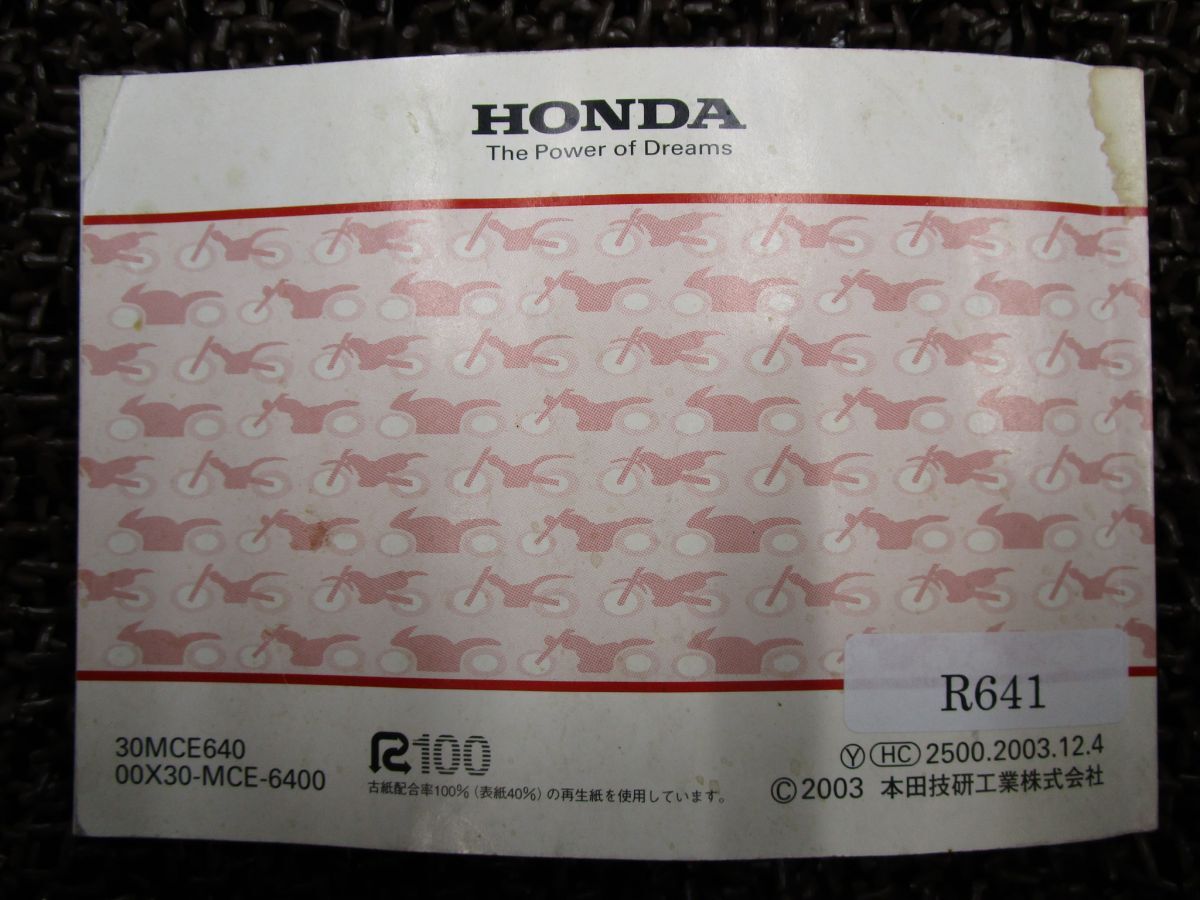 HONDA
The Power of Dreams
R641
30MCE640
00X30-MCE-6400
R100
古紙配合率100%(表紙40%)の再生紙を使用しています。
Ⓨ HC 2500.2003.12.4
© 2003 本田技研工業株式会社